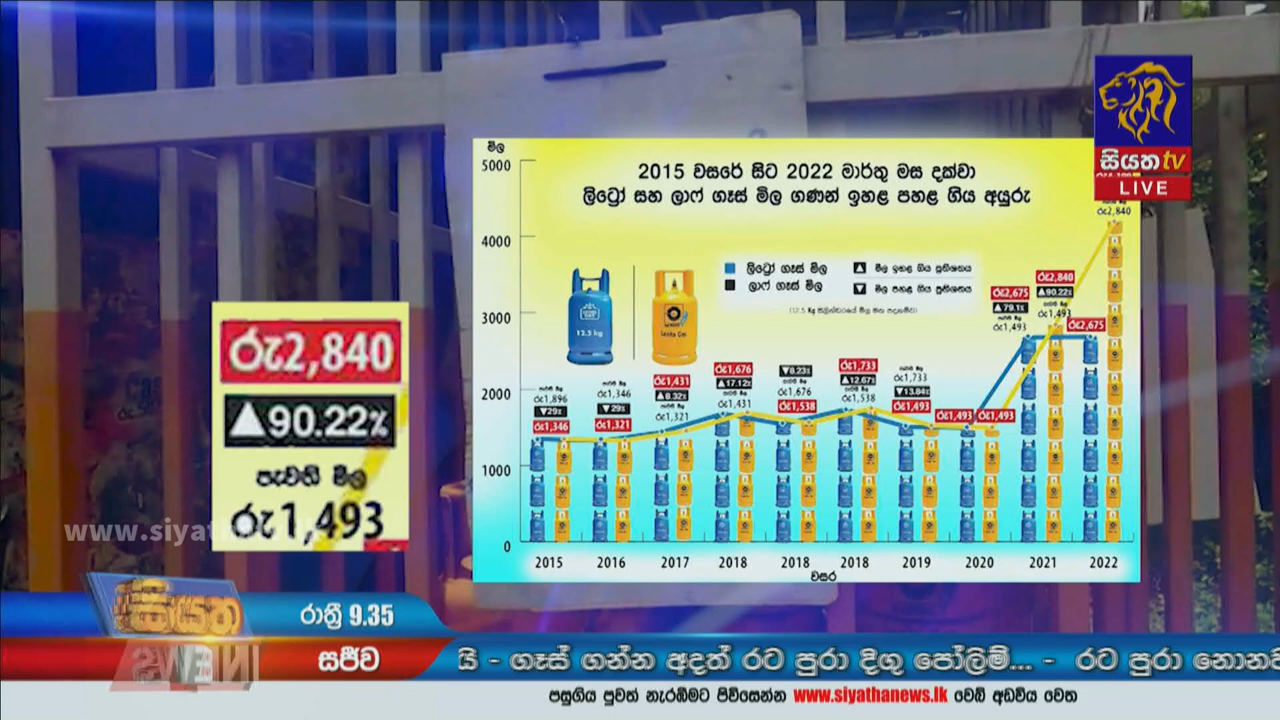 සියත tv
LIVE
මිල
5000
2015 වසරේ සිට 2022 මාර්තු මස දක්වා
ලිට්‍රෝ සහ ලාෆ් ගෑස් මිල ගණන් ඉහළ පහළ ගිය අයුරු
රු2,840
4000
ලිට්‍රෝ ගෑස් මිල ▲ මිල ඉහළ ගිය ප්‍රතිශතය
ලාෆ් ගෑස් මිල ▼ මිල පහළ ගිය ප්‍රතිශතය
12.5 kg
3000
රු2,675
▲79.1%
රු1,493
රු2,840
▲90.22%
රු1,493
රු2,675
2000
රු1,896
▼29%
රු1,346
රු1,346
▼29%
රු1,321
රු1,431
▲8.32%
රු1,321
රු1,676
▲17.12%
රු1,431
▼8.23%
රු1,676
රු1,538
රු1,733
▲12.67%
රු1,538
රු1,733
▼13.84%
රු1,493
රු1,493
රු1,493
1000
0
2015 2016 2017 2018 2018 2018 2019 2020 2021 2022
වසර
රු2,840
▲90.22%
පැවති මිල
රු1,493
www.siyatha
සියත
NEWS
රාත්‍රී 9.35
සජීව
යි - ගෑස් ගන්න අදත් රට පුරා දිගු පෝලිම්... - රට පුරා
පසුගිය පුවත් නැරඹීමට පිවිසෙන්න www.siyathanews.lk වෙබ් අඩවිය වෙත